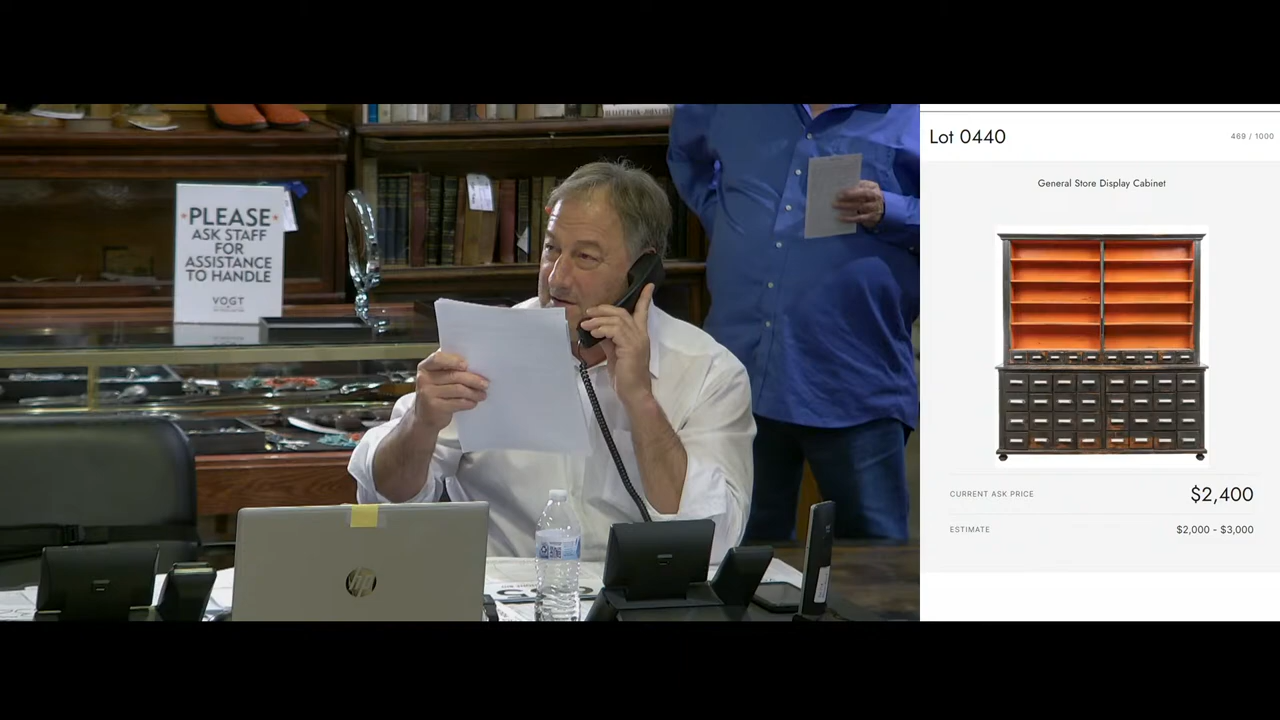 PLEASE
ASK STAFF
FOR
ASSISTANCE
TO HANDLE
VOGT
hp
Lot 0440
469 / 1000
General Store Display Cabinet
CURRENT ASK PRICE
$2,400
ESTIMATE
$2,000 - $3,000